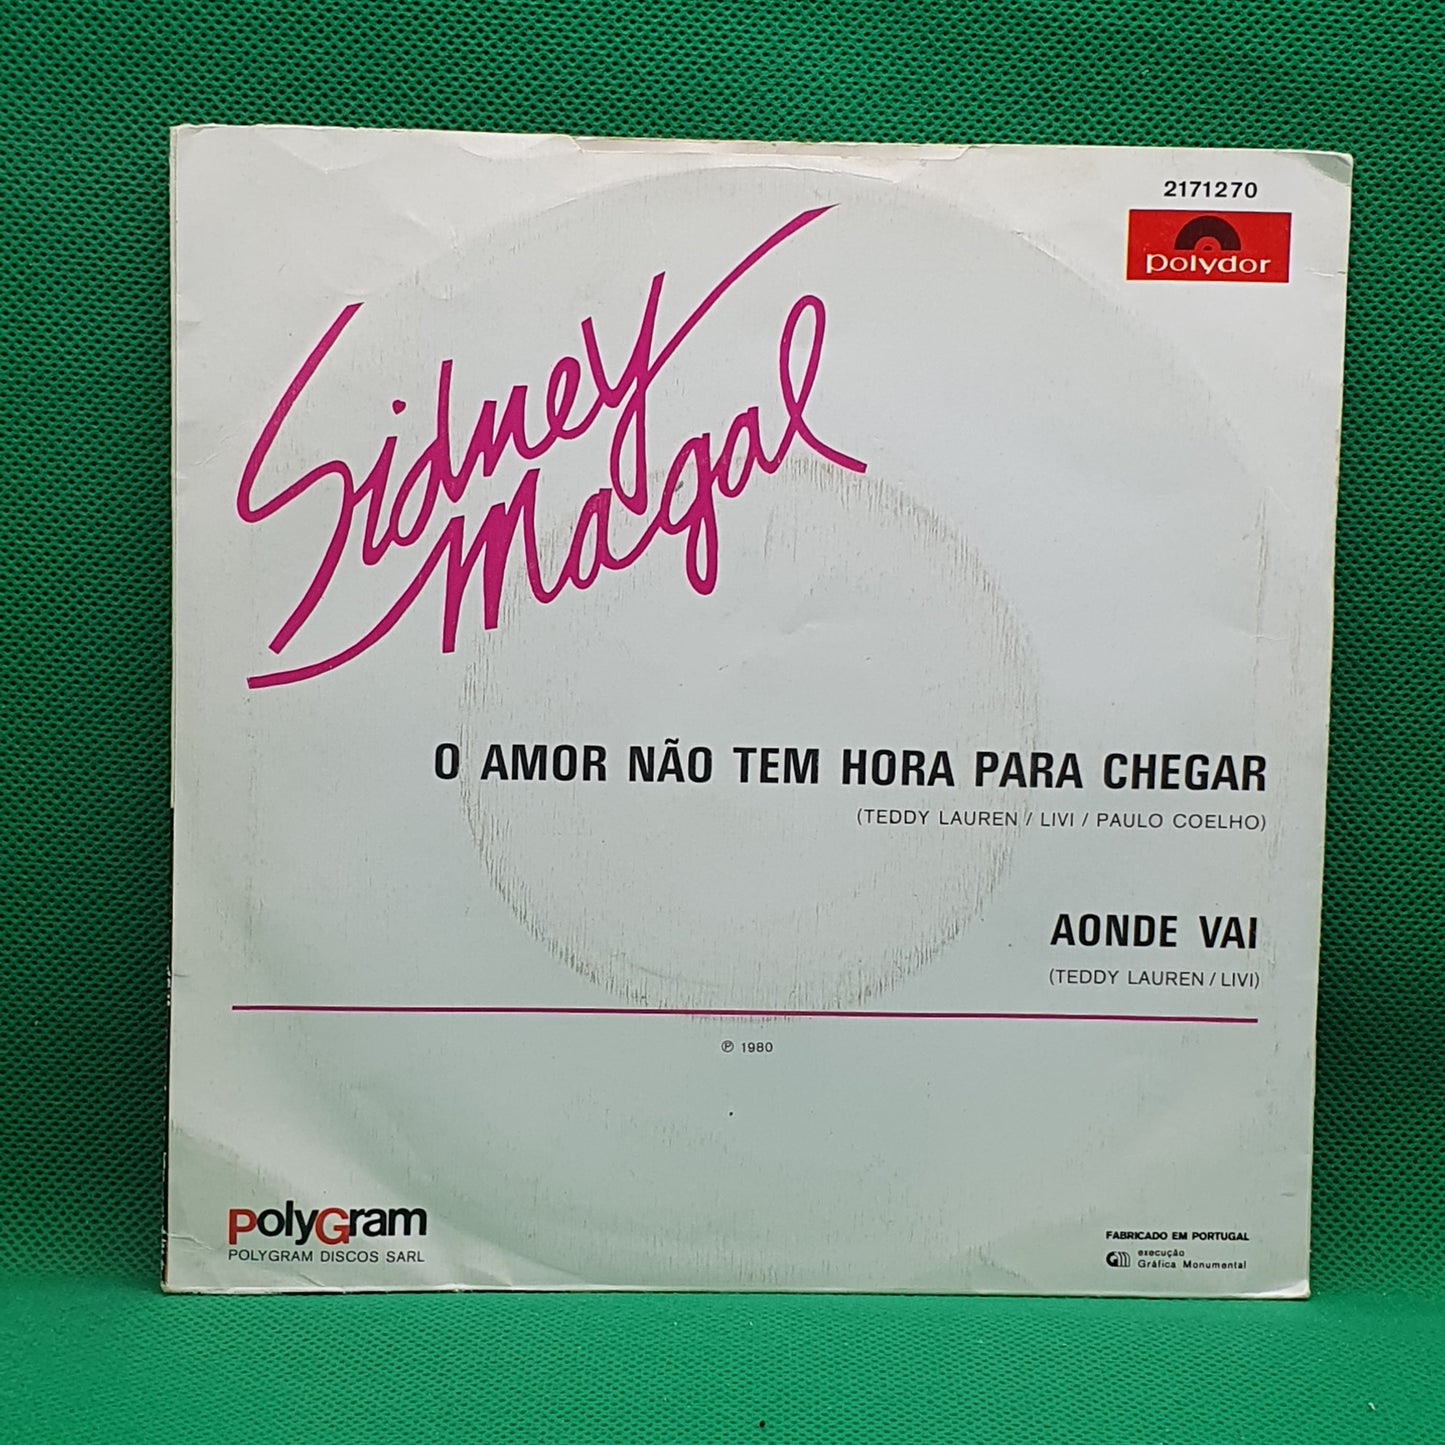 2171270
polydor
Sidney
Magal
O AMOR NÃO TEM HORA PARA CHEGAR
(TEDDY LAUREN / LIVI / PAULO COELHO)
AONDE VAI
(TEDDY LAUREN / LIVI)
℗ 1980
PolyGram
POLYGRAM DISCOS SARL
FABRICADO EM PORTUGAL
execução
Gráfica Monumental